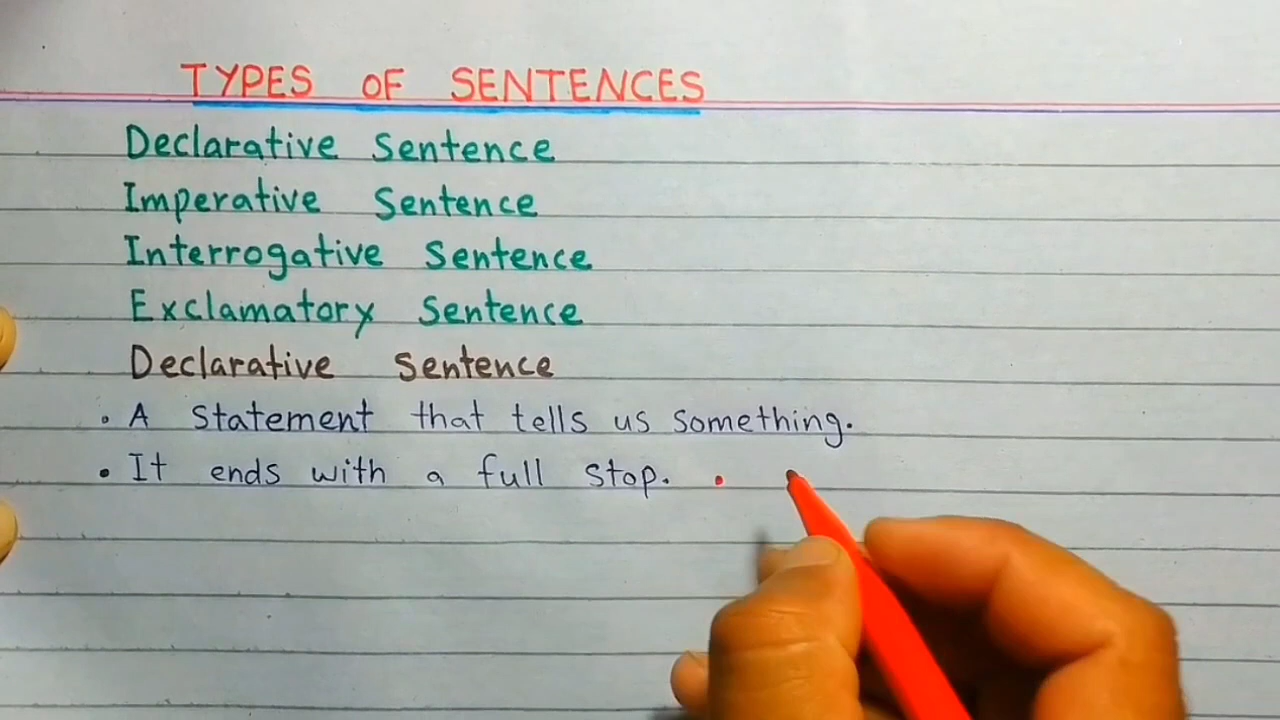 TYPES OF SENTENCES
Declarative Sentence
Imperative Sentence
Interrogative Sentence
Exclamatory Sentence
Declarative Sentence
• A Statement that tells us something.
• It ends with a full stop. .